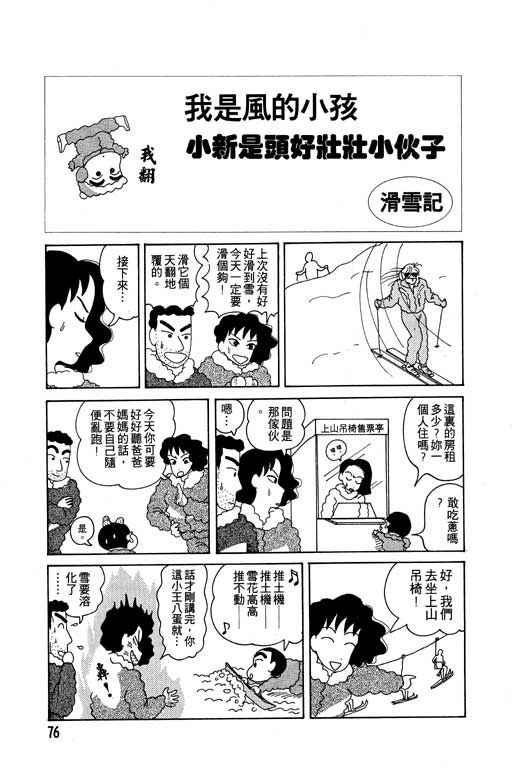 我是風的小孩
小新是頭好壯壯小伙子
我翻
滑雪記
上次沒有好
好滑到雪，
今天一定要
滑個夠！
滑它個
天翻地
覆的。
接下來…
這裏的房租
多少？妳一
個人住嗎？
敢吃蔥嗎
？
上山吊椅售票亭
問題是
那傢伙
。
嗯…
今天你可要
好好聽爸爸
媽媽的話，
不要自己隨
便亂跑！
是。
好，我們
去坐上山
吊椅！
推土機——
推土機——
雪花高高
推不動——
話才剛講完，你
這小王八蛋就…
轟！
雪要溶
化了
……
76